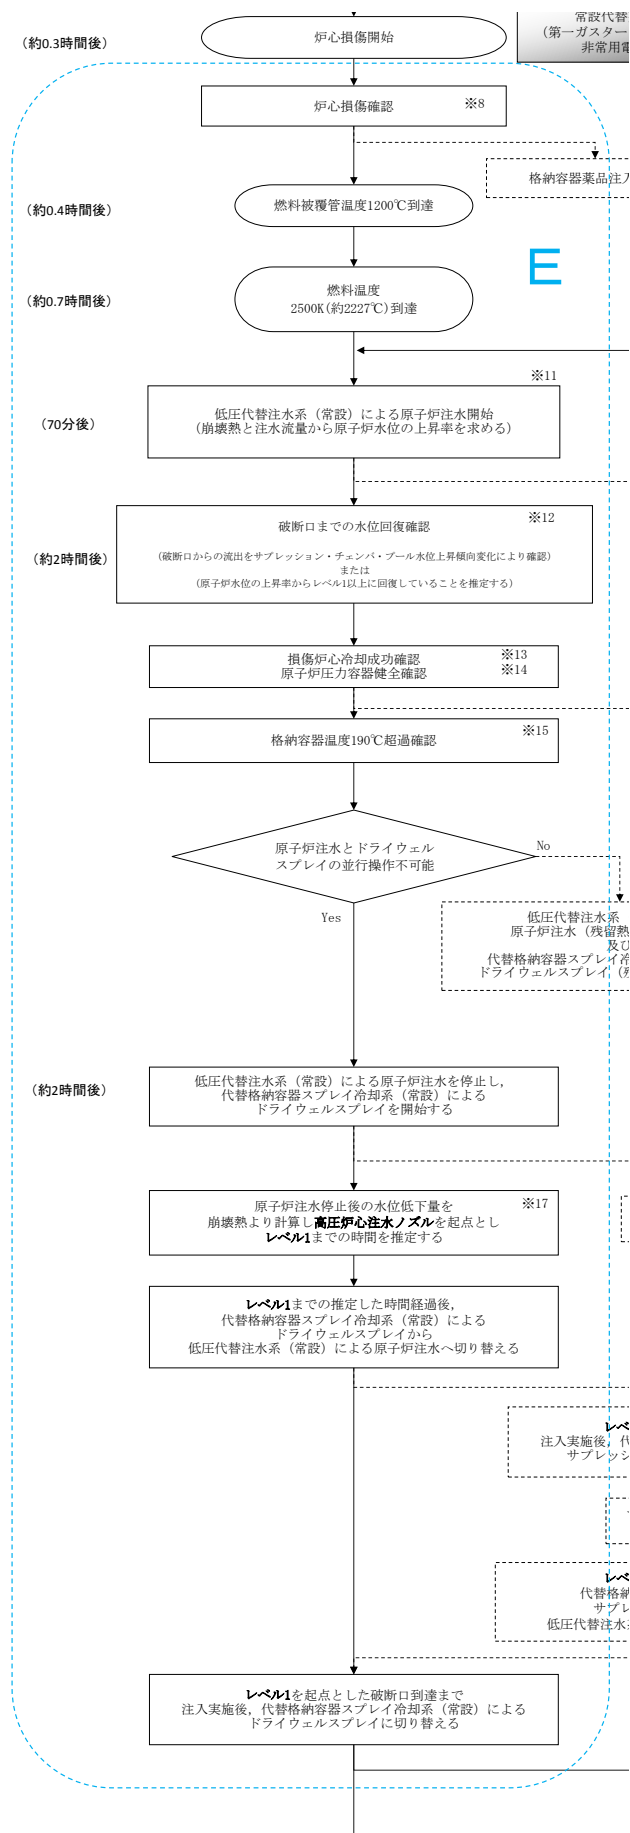 常設代替
(第一ガスター
非常用電
(約0.3時間後)
炉心損傷開始
炉心損傷確認
※8
格納容器薬品注入
(約0.4時間後)
燃料被覆管温度1200℃到達
E
(約0.7時間後)
燃料温度
2500K(約2227℃)到達
※11
(70分後)
低圧代替注水系（常設）による原子炉注水開始
（崩壊熱と注水流量から原子炉水位の上昇率を求める）
※12
(約2時間後)
破断口までの水位回復確認
（破断口からの流出をサプレッション・チェンバ・プール水位上昇傾向変化により確認）
または
（原子炉水位の上昇率からレベル1以上に回復していることを推定する）
損傷炉心冷却成功確認
※13
原子炉圧力容器健全確認
※14
格納容器温度190℃超過確認
※15
原子炉注水とドライウェル
スプレイの並行操作不可能
No
Yes
低圧代替注水系
原子炉注水（残留熱
及び
代替格納容器スプレイ冷
ドライウェルスプレイ（残
(約2時間後)
低圧代替注水系（常設）による原子炉注水を停止し，
代替格納容器スプレイ冷却系（常設）による
ドライウェルスプレイを開始する
※17
原子炉注水停止後の水位低下量を
崩壊熱より計算し高圧炉心注水ノズルを起点とし
レベル1までの時間を推定する
レベル1までの推定した時間経過後，
代替格納容器スプレイ冷却系（常設）による
ドライウェルスプレイから
低圧代替注水系（常設）による原子炉注水へ切り替える
レベ
注入実施後，代
サプレッシ
レベ
代替格納
サプレ
低圧代替注水系
レベル1を起点とした破断口到達まで
注入実施後，代替格納容器スプレイ冷却系（常設）による
ドライウェルスプレイに切り替える